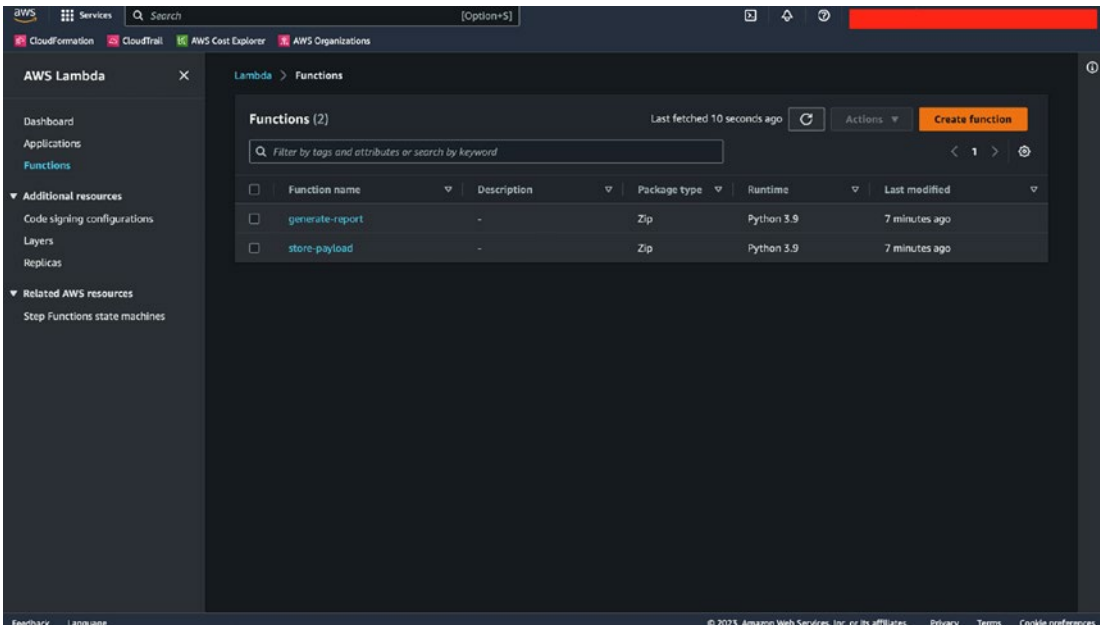 aws Services Search [Option+S]
CloudFormation CloudTrail AWS Cost Explorer AWS Organizations
AWS Lambda
Dashboard
Applications
Functions
Additional resources
Code signing configurations
Layers
Replicas
Related AWS resources
Step Functions state machines
Lambda > Functions
Functions (2) Last fetched 10 seconds ago Actions Create function
Filter by tags and attributes or search by keyword < 1 >
Function name Description Package type Runtime Last modified
generate-report - Zip Python 3.9 7 minutes ago
store-payload - Zip Python 3.9 7 minutes ago
Feedback Language © 2023, Amazon Web Services, Inc. or its affiliates. Privacy Terms Cookie preferences